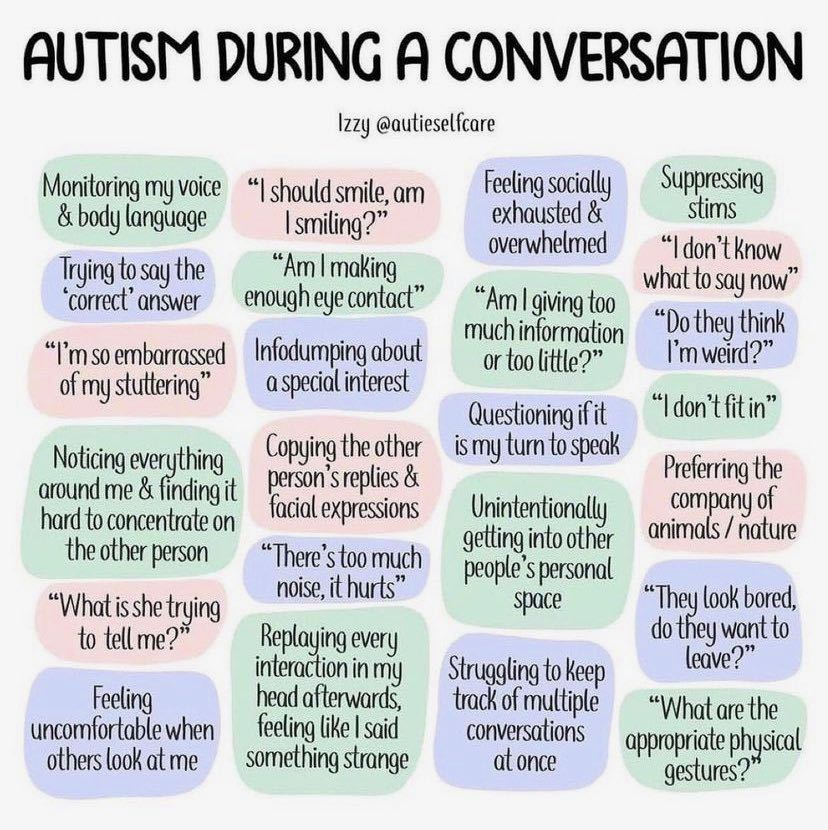 AUTISM DURING A CONVERSATION
Izzy @autieselfcare
Monitoring my voice
& body language
Trying to say the
‘correct’ answer
“I’m so embarrassed
of my stuttering”
Noticing everything
around me & finding it
hard to concentrate on
the other person
“What is she trying
to tell me?”
Feeling
uncomfortable when
others look at me
“I should smile, am
I smiling?”
“Am I making
enough eye contact”
Infodumping about
a special interest
Copying the other
person’s replies &
facial expressions
“There’s too much
noise, it hurts”
Replaying every
interaction in my
head afterwards,
feeling like I said
something strange
Feeling socially
exhausted &
overwhelmed
“Am I giving too
much information
or too little?”
Questioning if it
is my turn to speak
Unintentionally
getting into other
people’s personal
space
Struggling to keep
track of multiple
conversations
at once
Suppressing
stims
“I don’t know
what to say now”
“Do they think
I’m weird?”
“I don’t fit in”
Preferring the
company of
animals / nature
“They look bored,
do they want to
leave?”
“What are the
appropriate physical
gestures?”